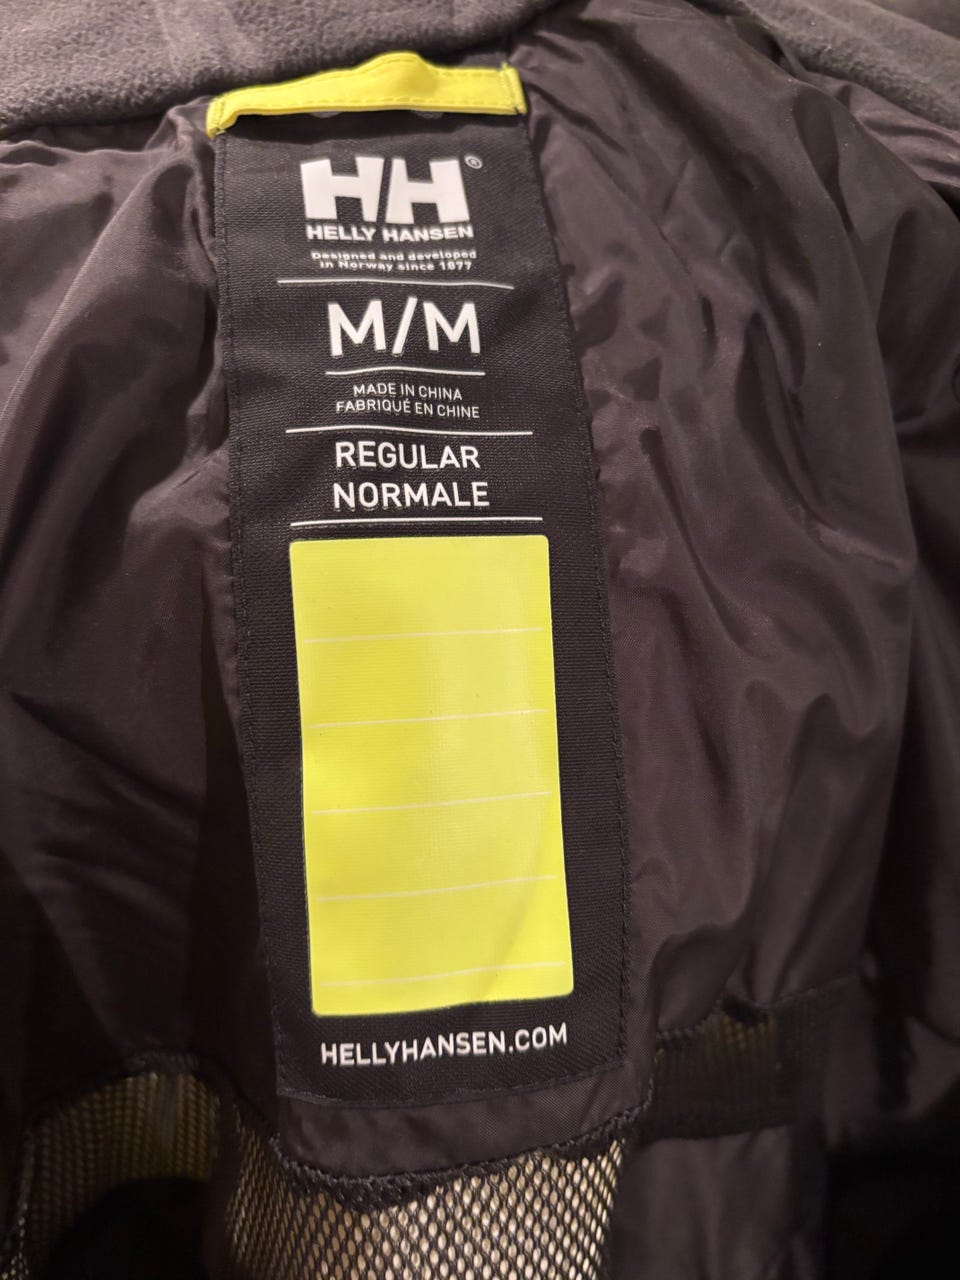 HH®
HELLY HANSEN
Designed and developed
in Norway since 1877
M/M
MADE IN CHINA
FABRIQUÉ EN CHINE
REGULAR
NORMALE
HELLYHANSEN.COM